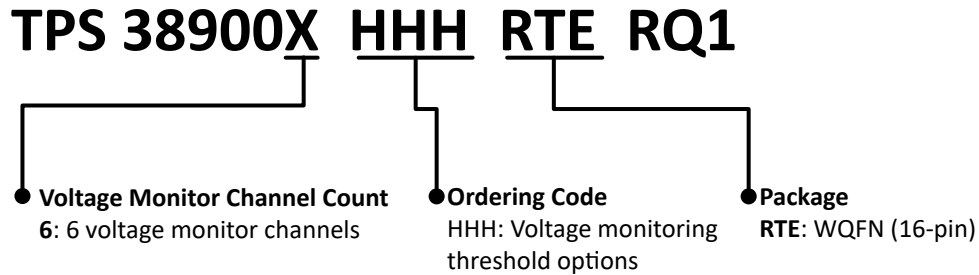 TPS 38900X HHH RTE RQ1
Voltage Monitor Channel Count
6: 6 voltage monitor channels
Ordering Code
HHH: Voltage monitoring
threshold options
Package
RTE: WQFN (16-pin)